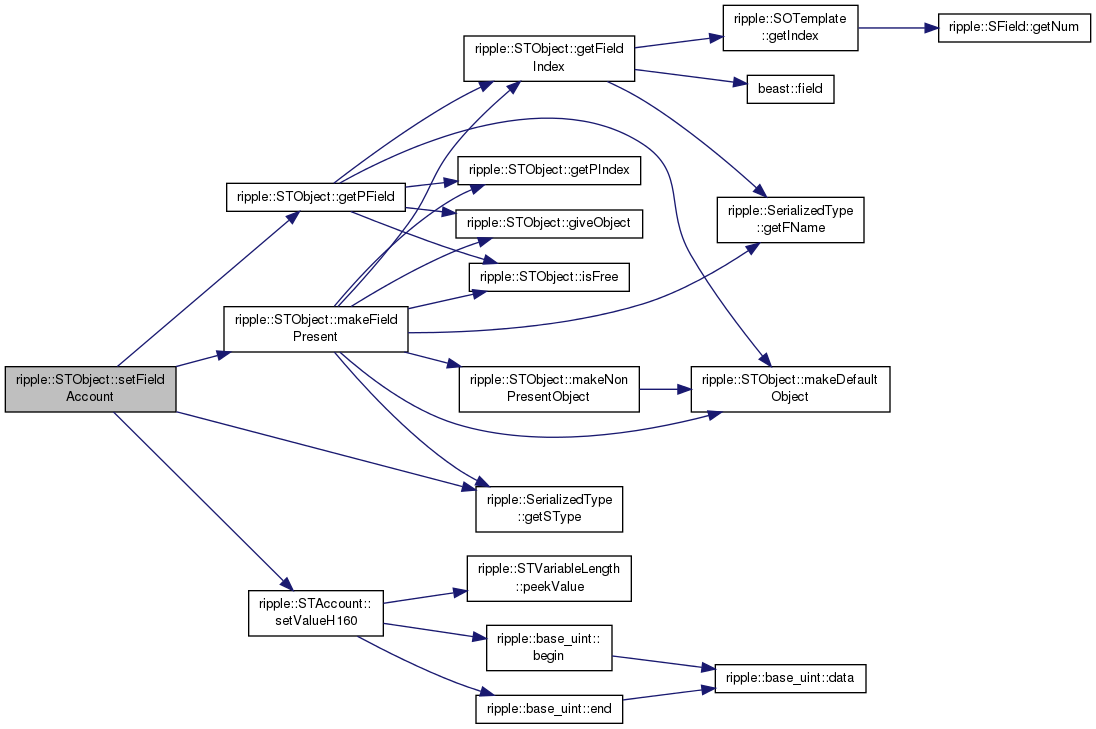 ripple::SOTemplate
::getIndex
ripple::SField::getNum
ripple::STObject::getField
Index
beast::field
ripple::STObject::getPIndex
ripple::STObject::getPField
ripple::SerializedType
::getFName
ripple::STObject::giveObject
ripple::STObject::isFree
ripple::STObject::makeField
Present
ripple::STObject::setField
Account
ripple::STObject::makeNon
PresentObject
ripple::STObject::makeDefault
Object
ripple::SerializedType
::getSType
ripple::STVariableLength
::peekValue
ripple::STAccount::
setValueH160
ripple::base_uint::
begin
ripple::base_uint::data
ripple::base_uint::end